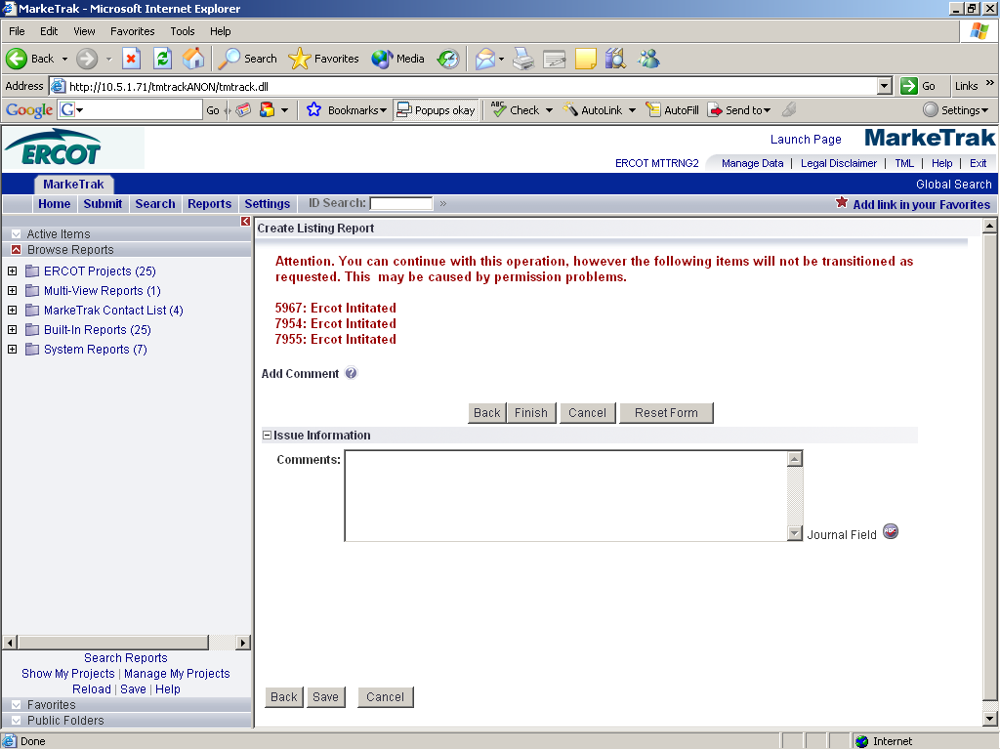 MarkeTrak - Microsoft Internet Explorer
File Edit View Favorites Tools Help
Back Search Favorites Media
Address http://10.5.1.71/tmtrackANON/tmtrack.dll Go Links »
Google G Go Bookmarks Popups okay ABC Check AutoLink AutoFill Send to Settings
ERCOT Launch Page MarkeTrak
ERCOT MTTRNG2 Manage Data | Legal Disclaimer | TML | Help | Exit
MarkeTrak Global Search
Home Submit Search Reports Settings ID Search: » Add link in your Favorites
Active Items
Browse Reports
ERCOT Projects (25)
Multi-View Reports (1)
MarkeTrak Contact List (4)
Built-In Reports (25)
System Reports (7)
Search Reports
Show My Projects | Manage My Projects
Reload | Save | Help
Favorites
Public Folders
Create Listing Report
Attention. You can continue with this operation, however the following items will not be transitioned as
requested. This may be caused by permission problems.
5967: Ercot Intitated
7954: Ercot Intitated
7955: Ercot Intitated
Add Comment ?
Back Finish Cancel Reset Form
Issue Information
Comments:
Journal Field ABC
Back Save Cancel
Done Internet